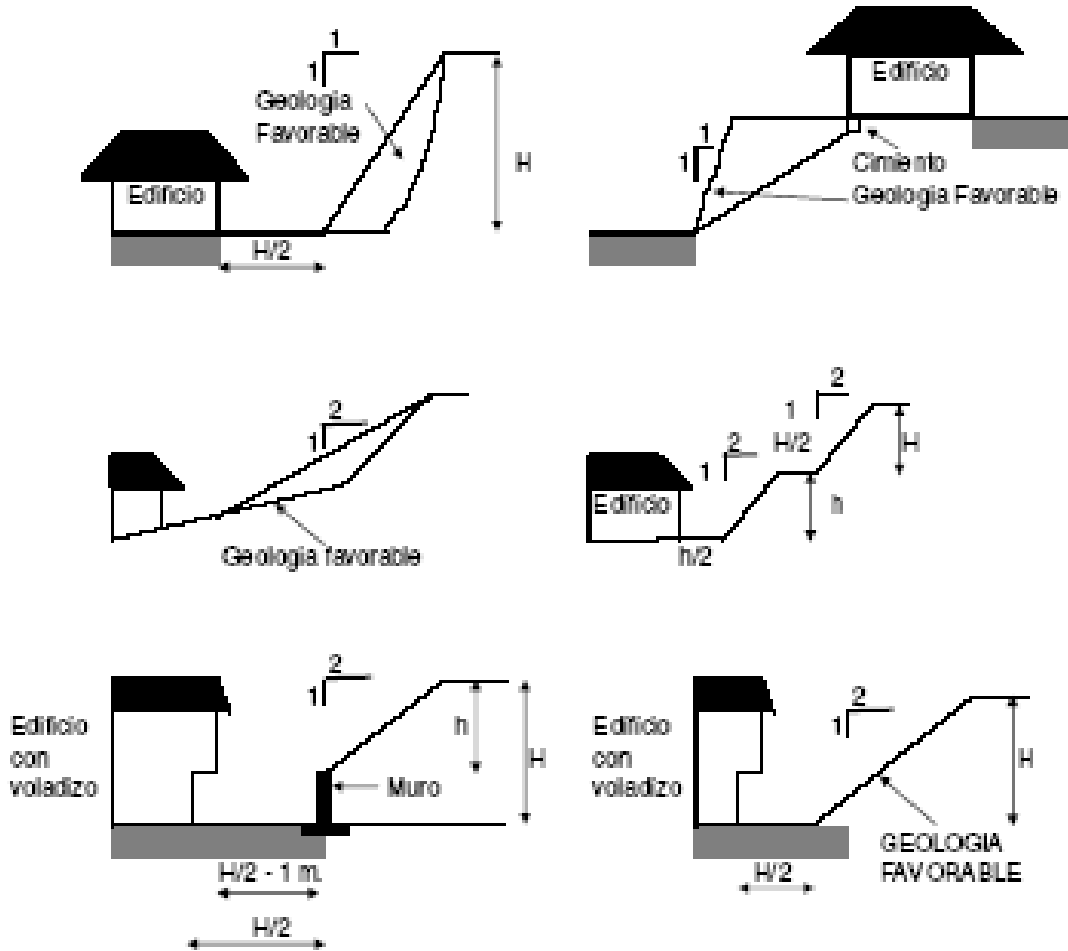 1
1
Geologia
Favorable
H
Edificio
H/2
Edificio
1
1
Cimiento
Geologia Favorable
2
1
Geologia favorable
2
1
H/2
H
2
1
Edificio
h
h/2
2
1
Edificio
con
voladizo
h
H
Muro
H/2 - 1 m.
H/2
2
1
Edificio
con
voladizo
H
GEOLOGIA
FAVORABLE
H/2